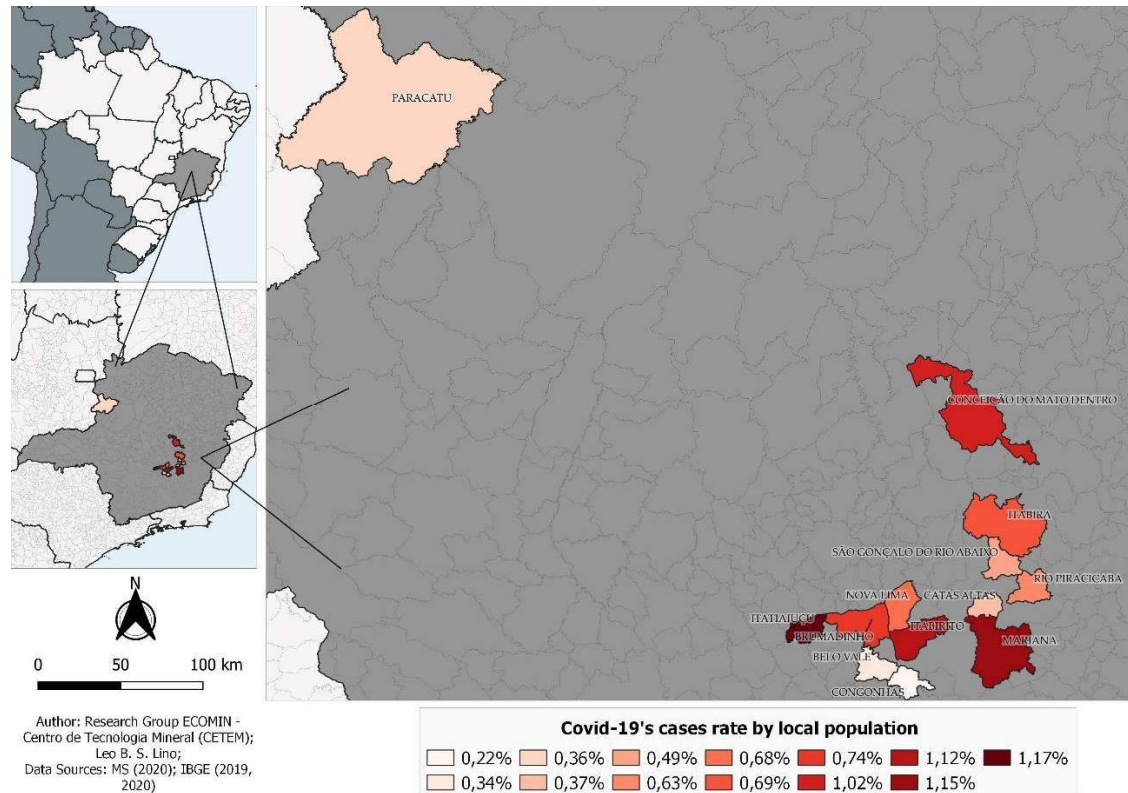 PARACATU
CONCEIÇÃO DO MATO DENTRO
ITABIRA
SÃO GONÇALO DO RIO ABAIXO
RIO PIRACICABA
NOVA LIMA
CATAS ALTAS
ITATIAIUÇU
ITABIRITO
BRUMADINHO
MARIANA
BELO VALE
CONGONHAS
N
0 50 100 km
Author: Research Group ECOMIN -
Centro de Tecnologia Mineral (CETEM);
Leo B. S. Lino;
Data Sources: MS (2020); IBGE (2019,
2020)
Covid-19's cases rate by local population
0,22% 0,36% 0,49% 0,68% 0,74% 1,12% 1,17%
0,34% 0,37% 0,63% 0,69% 1,02% 1,15%